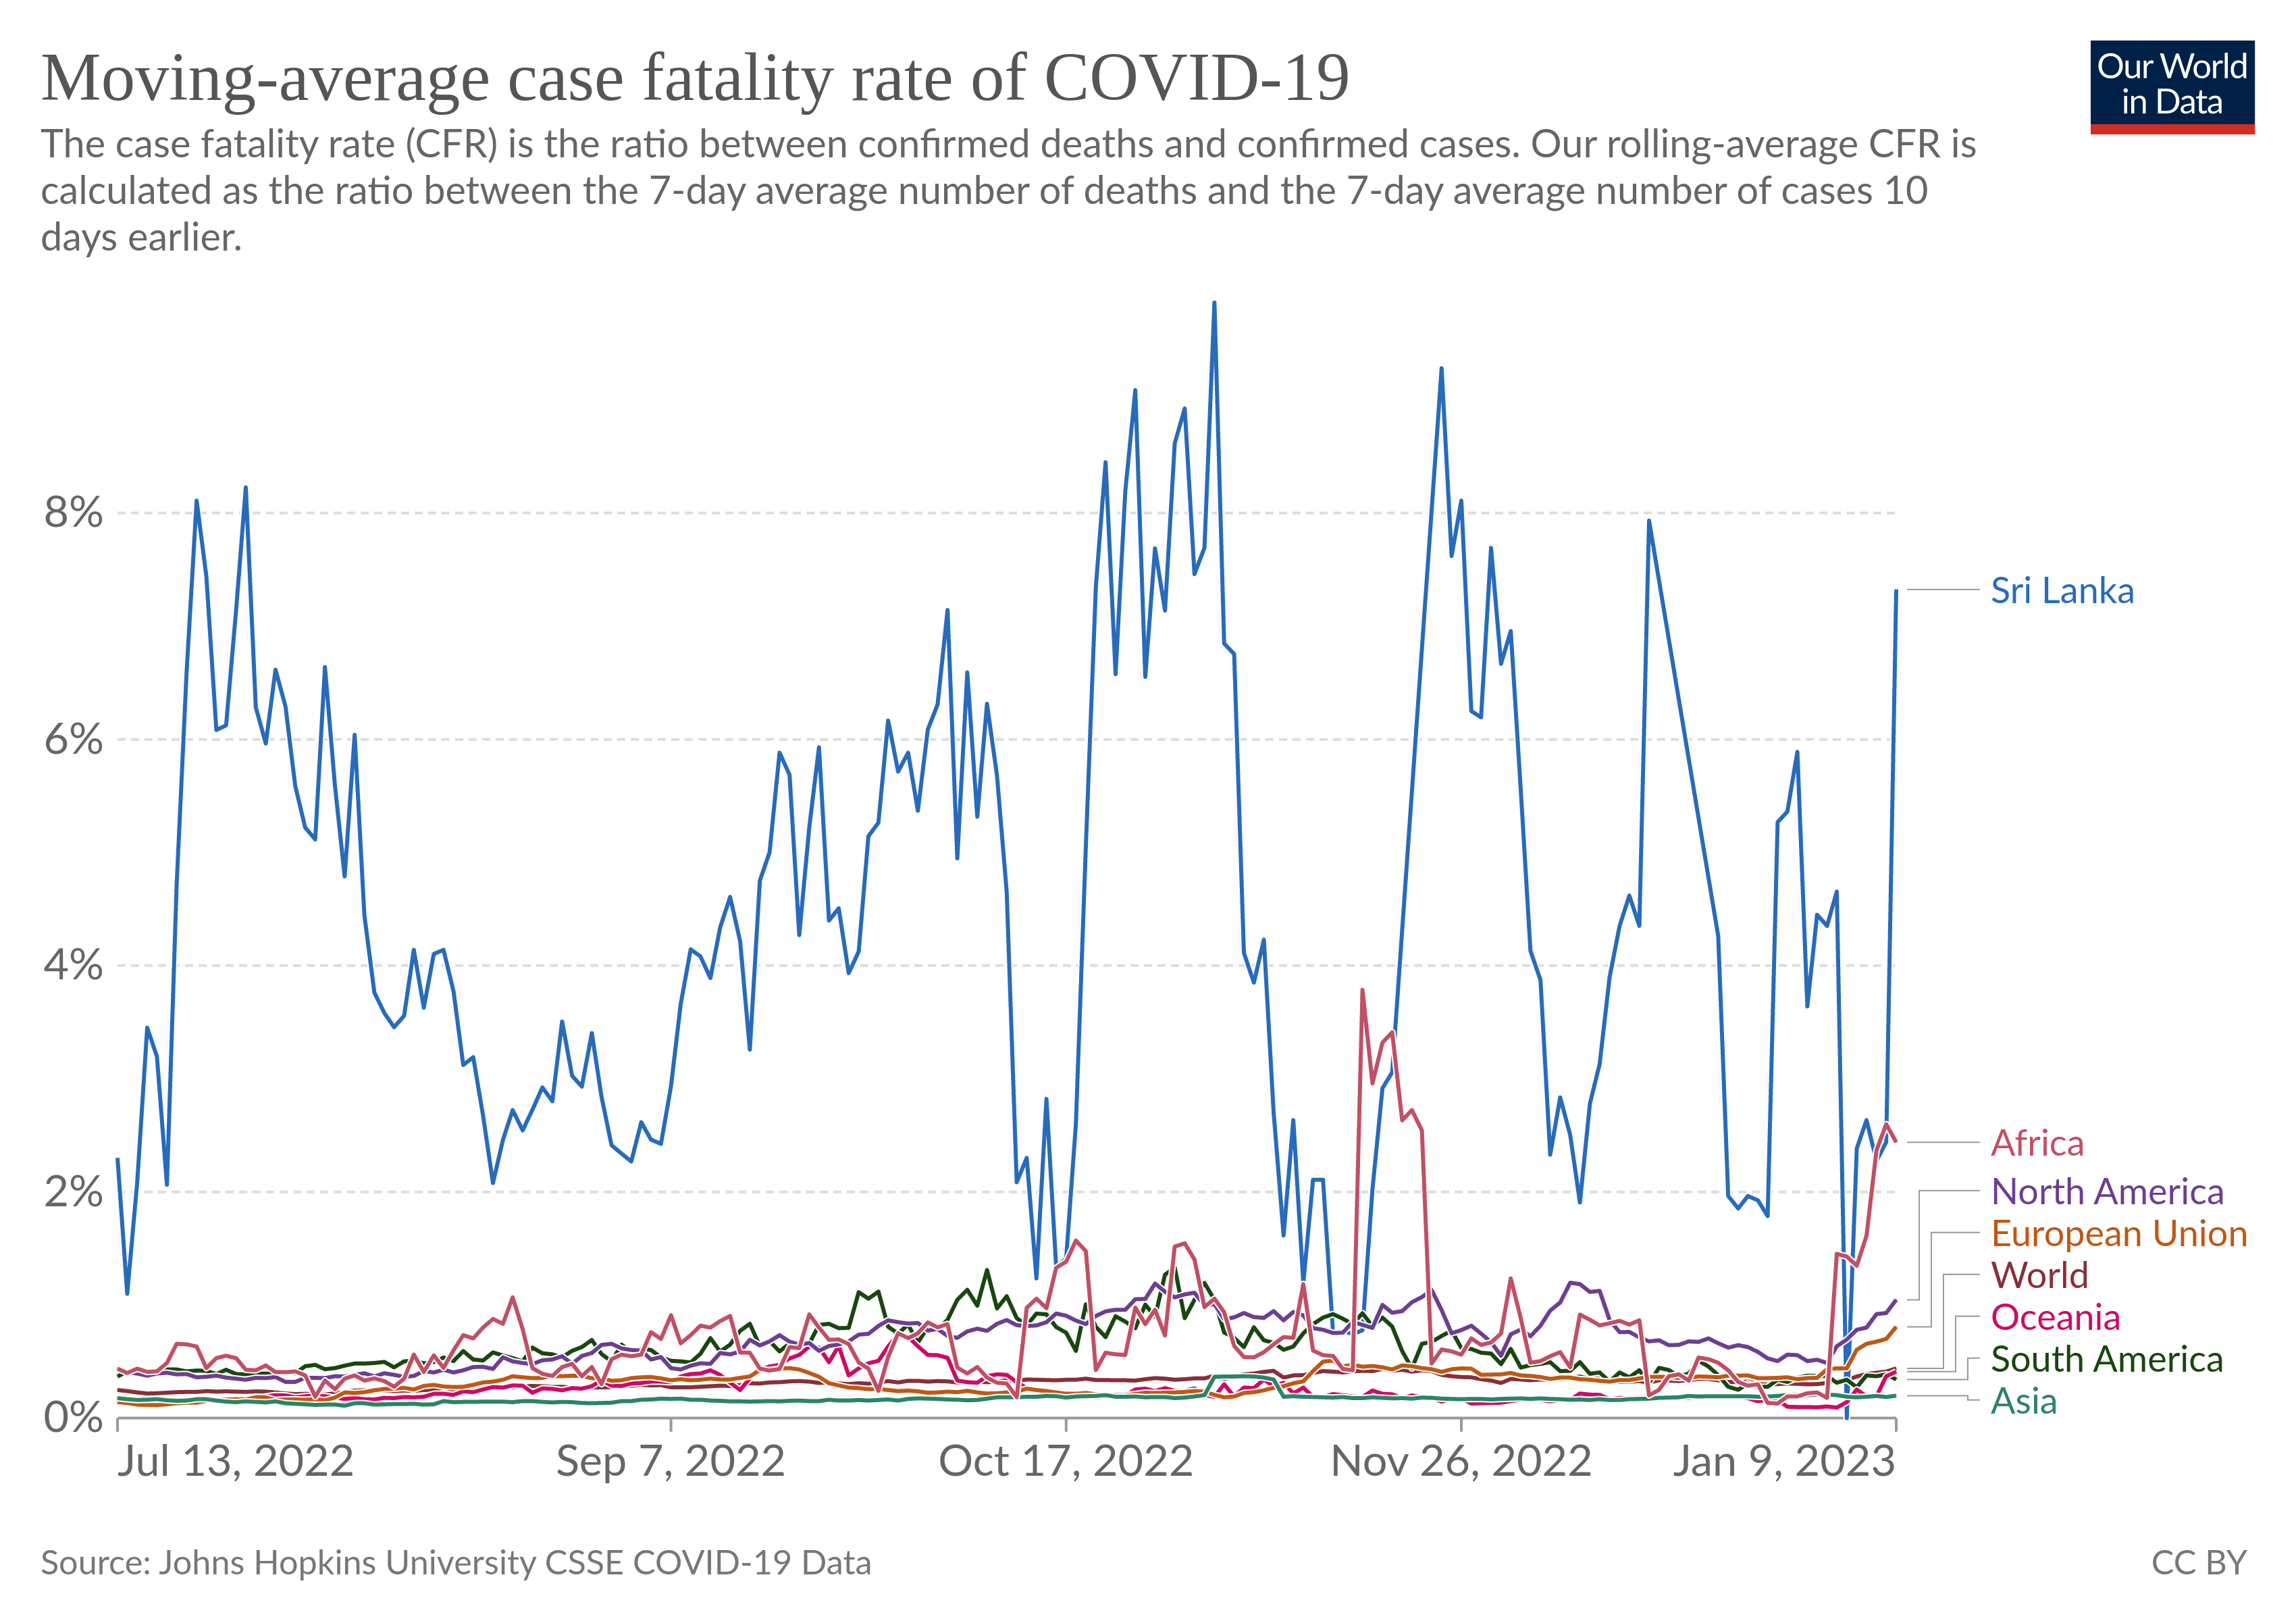 Moving-average case fatality rate of COVID-19
Our World
in Data
The case fatality rate (CFR) is the ratio between confirmed deaths and confirmed cases. Our rolling-average CFR is
calculated as the ratio between the 7-day average number of deaths and the 7-day average number of cases 10
days earlier.
8%
6%
4%
2%
0%
Sri Lanka
Africa
North America
European Union
World
Oceania
South America
Asia
Jul 13, 2022
Sep 7, 2022
Oct 17, 2022
Nov 26, 2022
Jan 9, 2023
Source: Johns Hopkins University CSSE COVID-19 Data
CC BY